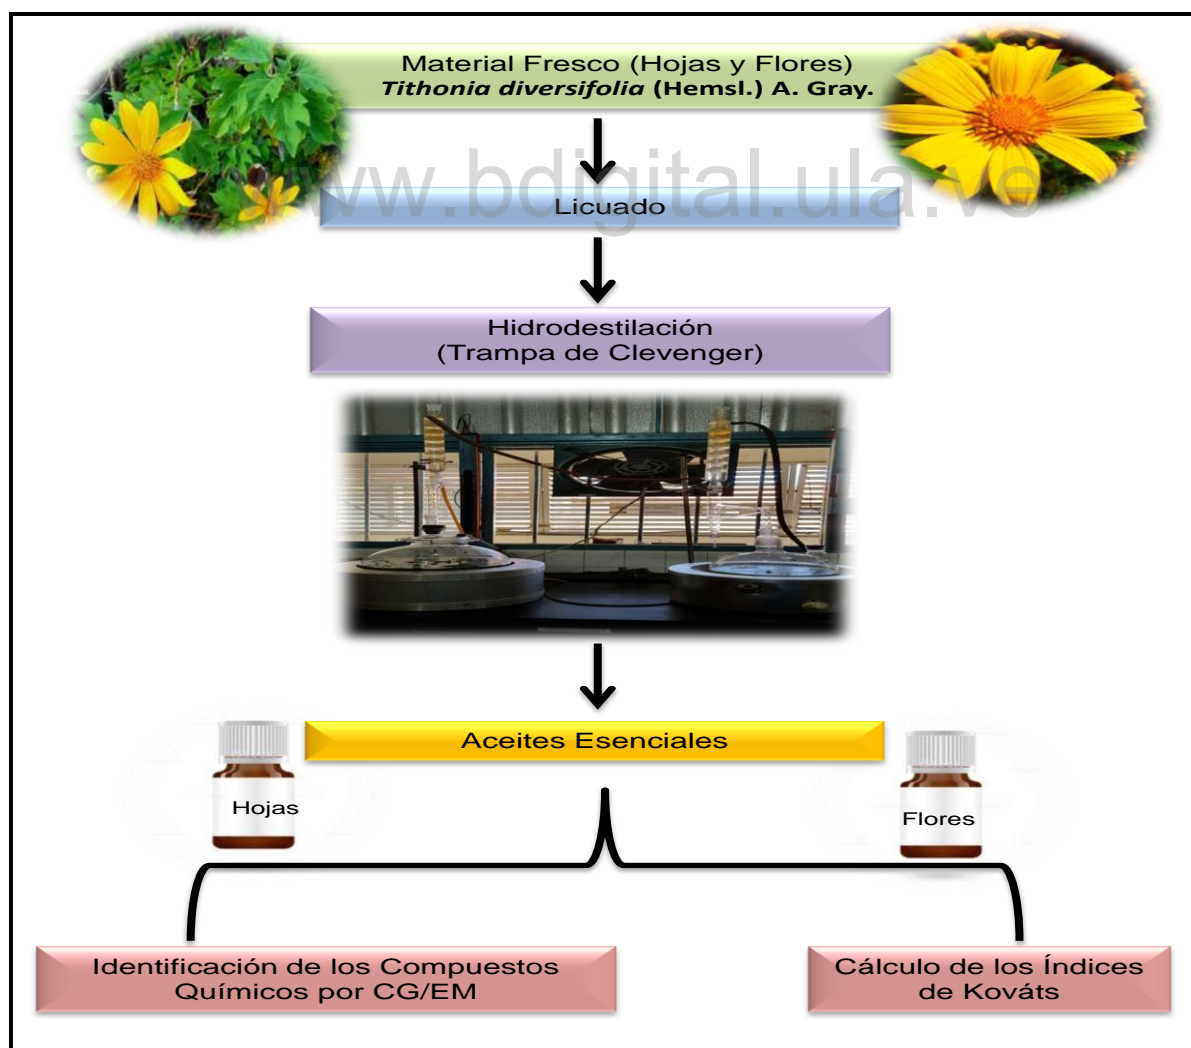 Material Fresco (Hojas y Flores)
Tithonia diversifolia (Hemsl.) A. Gray.
www.bdigital.ula.ve
Licuado
Hidrodestilación
(Trampa de Clevenger)
Aceites Esenciales
Hojas
Flores
Identificación de los Compuestos
Químicos por CG/EM
Cálculo de los Índices
de Kováts